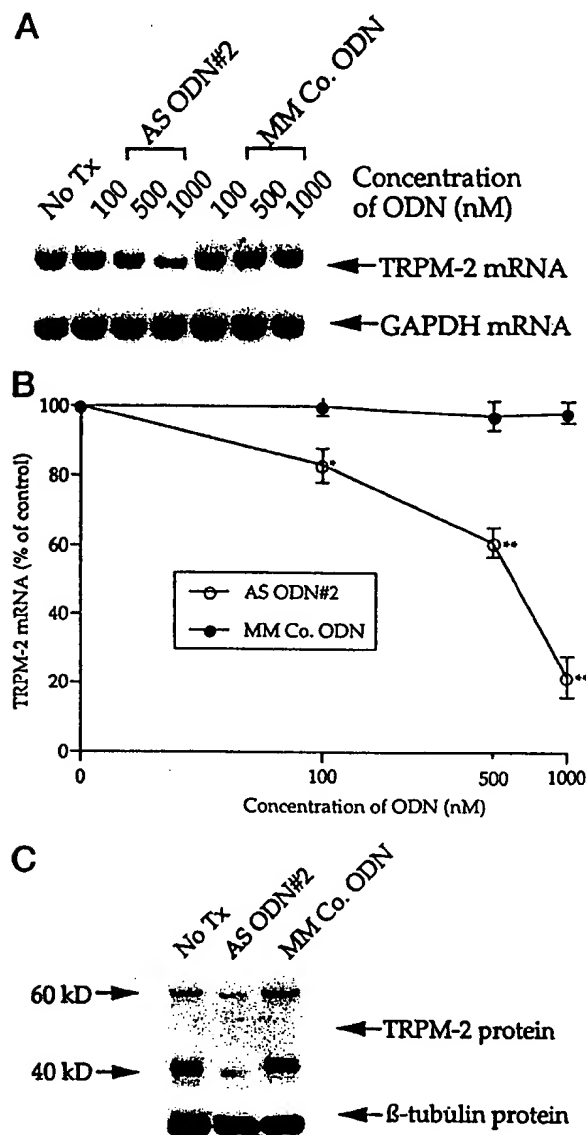 A
AS ODN#2
MM Co. ODN
No Tx 100 500 1000 100 500 1000 Concentration of ODN (nM)
TRPM-2 mRNA
GAPDH mRNA
B
TRPM-2 mRNA (% of control)
100
80
60
40
20
0
*
**
**
AS ODN#2
MM Co. ODN
0 100 500 1000
Concentration of ODN (nM)
C
No Tx AS ODN#2 MM Co. ODN
60 kD
TRPM-2 protein
40 kD
ß-tubulin protein